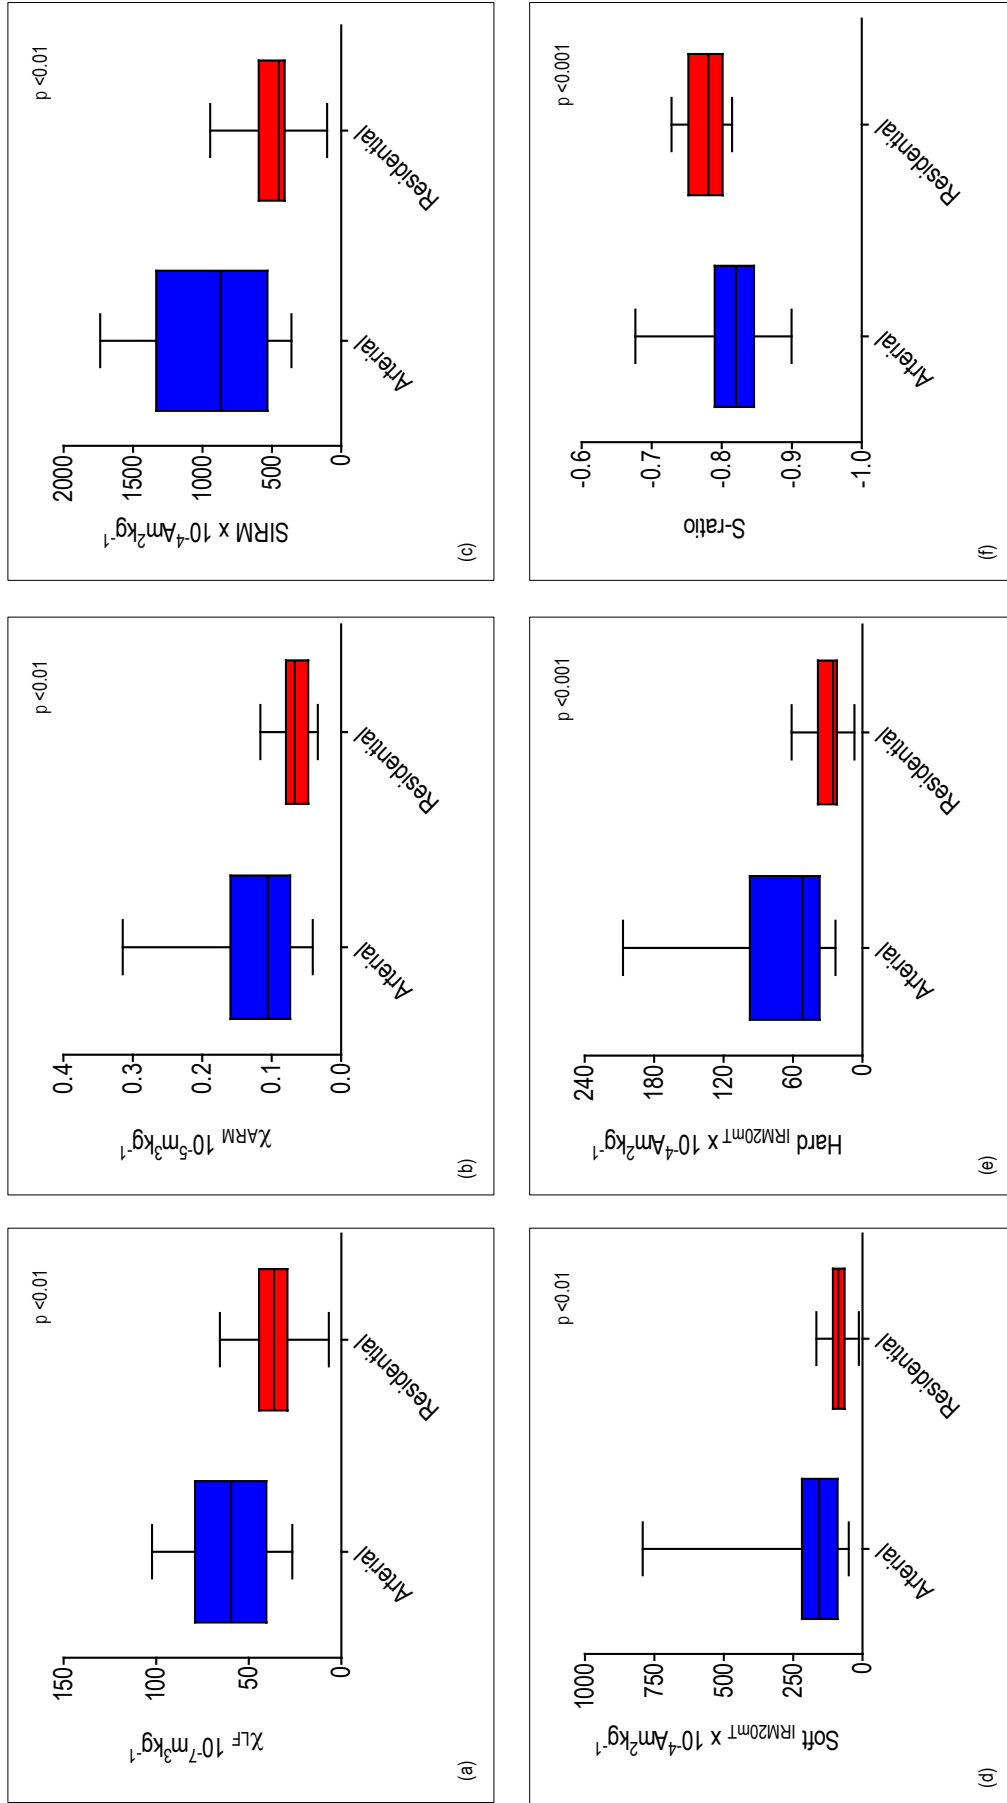 p <0.01
150
100
50
0
χLF 10-7m3kg-1
Arterial
Residential
(a)
p <0.01
0.4
0.3
0.2
0.1
0.0
χARM 10-5m3kg-1
Arterial
Residential
(b)
p <0.01
2000
1500
1000
500
0
SIRM x 10-4Am2kg-1
Arterial
Residential
(c)
p <0.01
1000
750
500
250
0
Soft IRM20mT x 10-4Am2kg-1
Arterial
Residential
(d)
p <0.001
240
180
120
60
0
Hard IRM20mT x 10-4Am2kg-1
Arterial
Residential
(e)
p <0.001
-0.6
-0.7
-0.8
-0.9
-1.0
S-ratio
Arterial
Residential
(f)